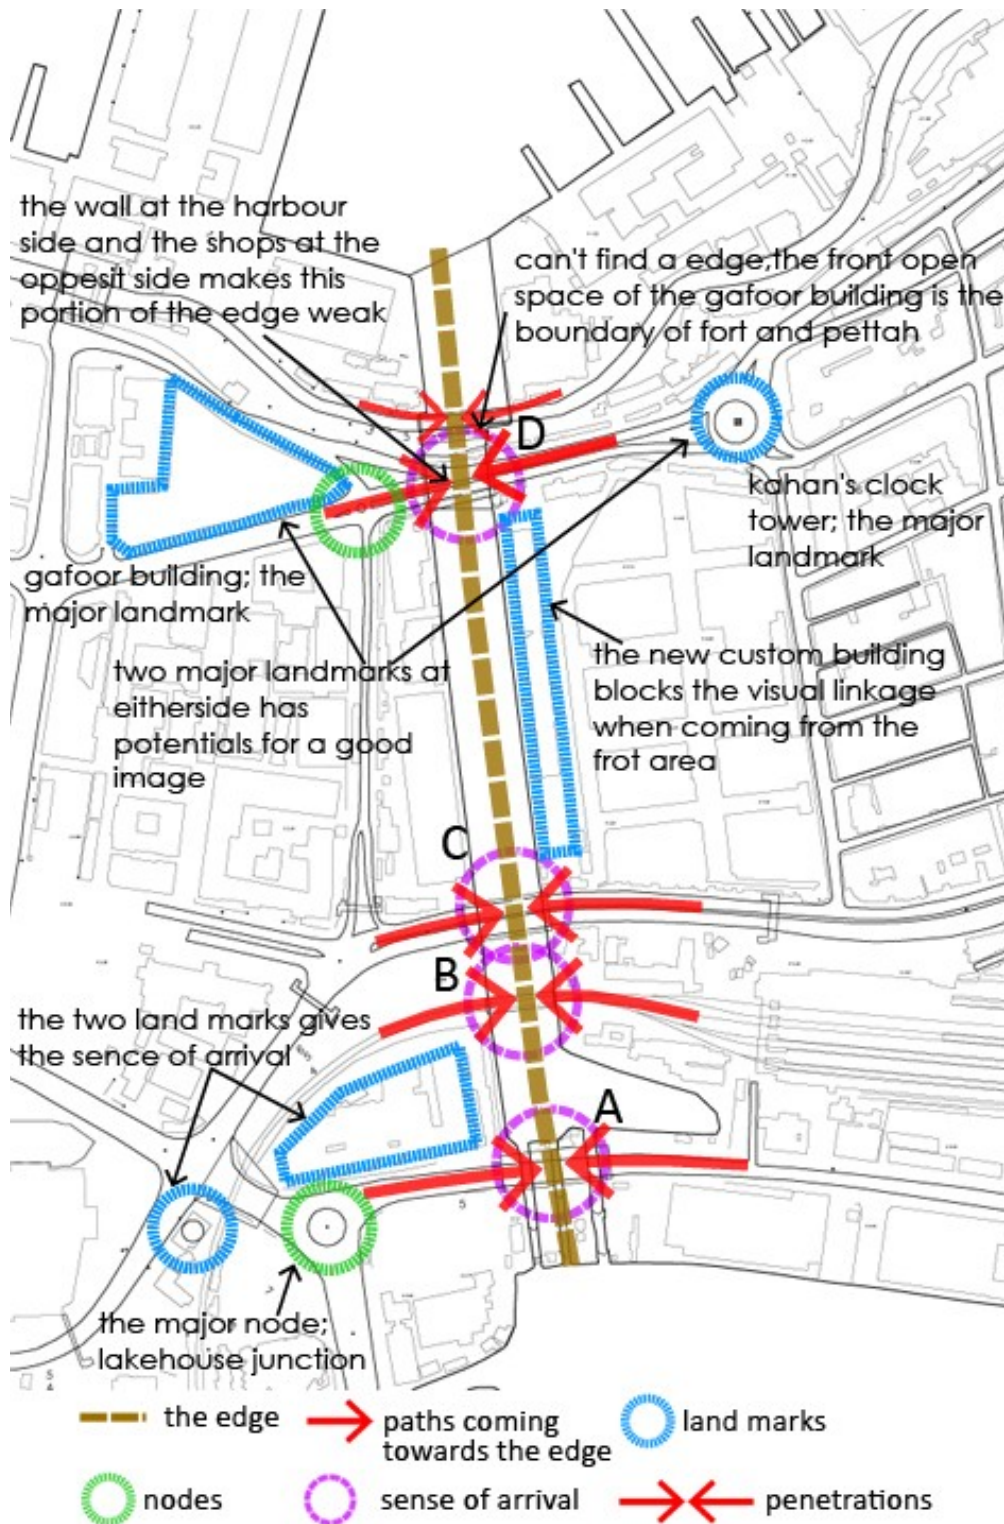 the wall at the harbour
side and the shops at the
opposit side makes this
portion of the edge weak
can't find a edge;the front open
space of the gafoor building is the
boundary of fort and pettah
D
kahan's clock
tower; the major
landmark
gafoor building; the
major landmark
two major landmarks at
eitherside has
potentials for a good
image
the new custom building
blocks the visual linkage
when coming from the
frot area
C
B
the two land marks gives
the sence of arrival
A
5
the major node;
lakehouse junction
the edge
paths coming
towards the edge
land marks
nodes
sense of arrival
penetrations